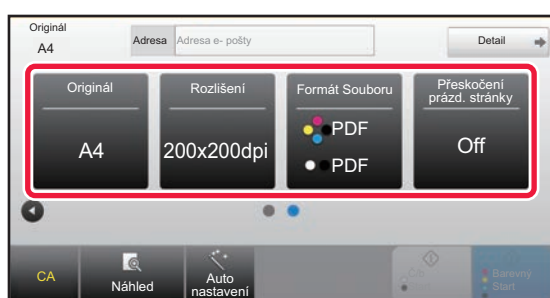 Originál
A4
Adresa
Adresa e- pošty
Detail
Originál
A4
Rozlišení
200x200dpi
Formát Souboru
PDF
PDF
Přeskočení
prázd. stránky
Off
CA
Náhled
Auto
nastavení
Barevný
Start